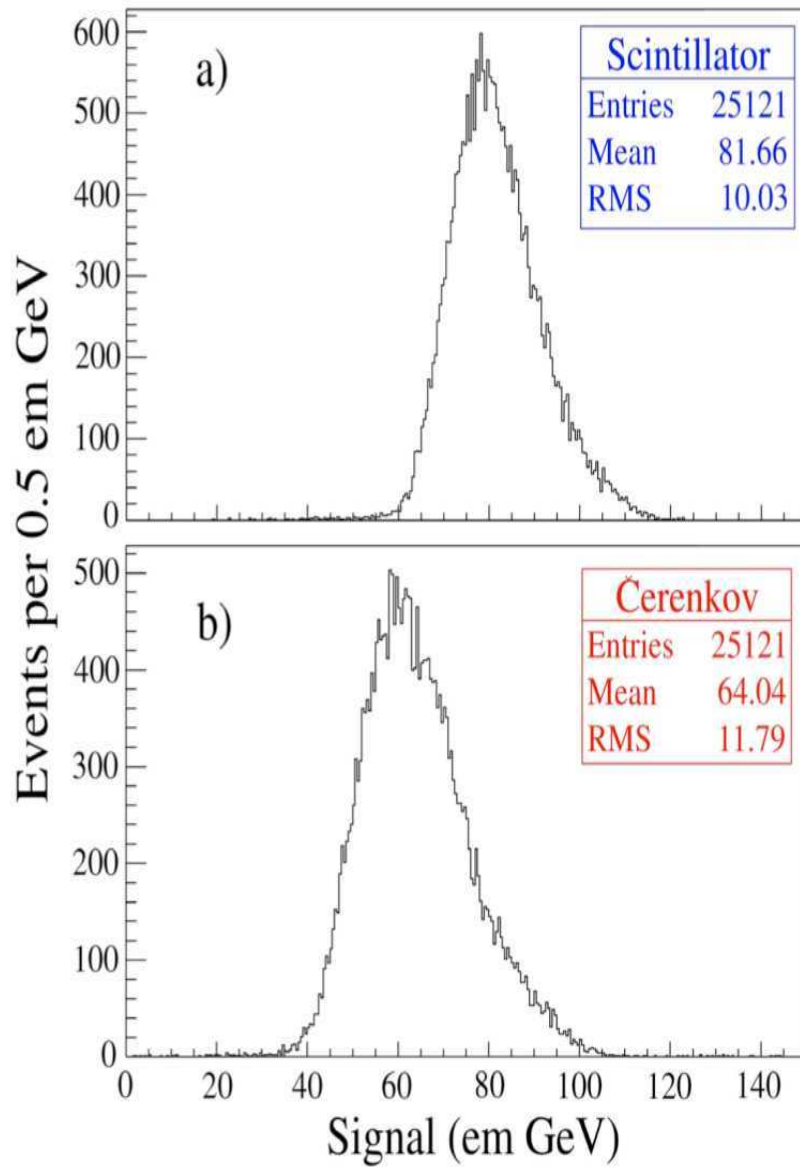 Events per 0.5 em GeV
a)
600
500
400
300
200
100
0
Scintillator
Entries 25121
Mean 81.66
RMS 10.03
b)
500
400
300
200
100
0
Čerenkov
Entries 25121
Mean 64.04
RMS 11.79
0 20 40 60 80 100 120 140
Signal (em GeV)